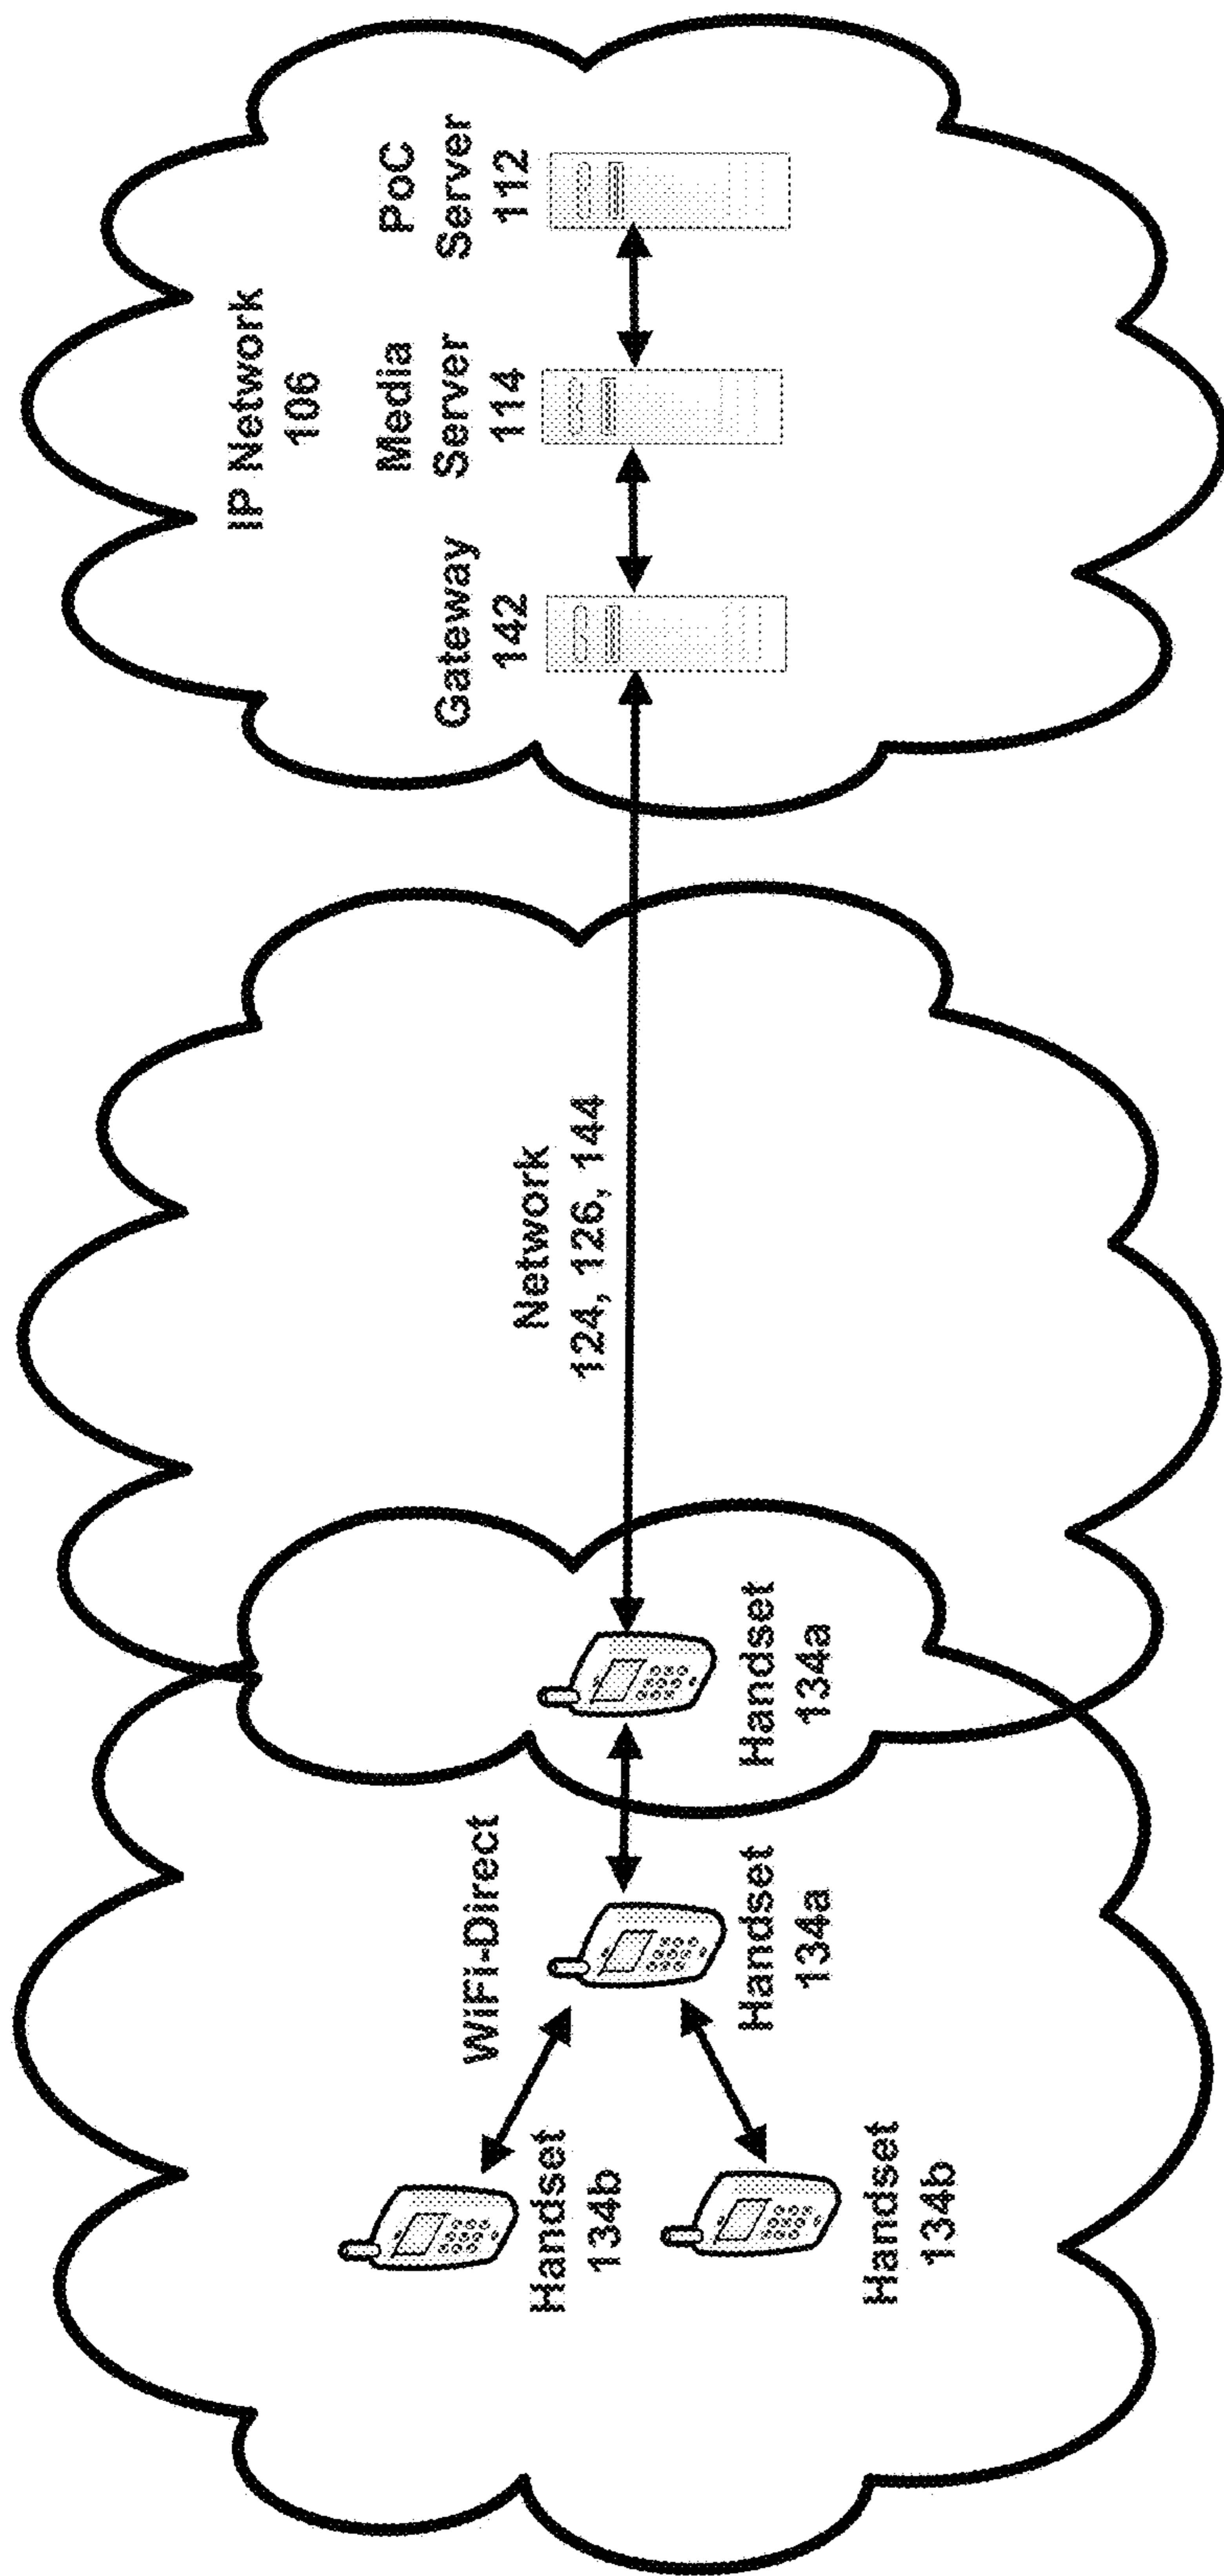 IP Network
106
PoC
Server
112
Media
Server
114
Gateway
142
Network
124, 126, 144
WiFi-Direct
Handset
134a
Handset
134a
Handset
134b
Handset
134b